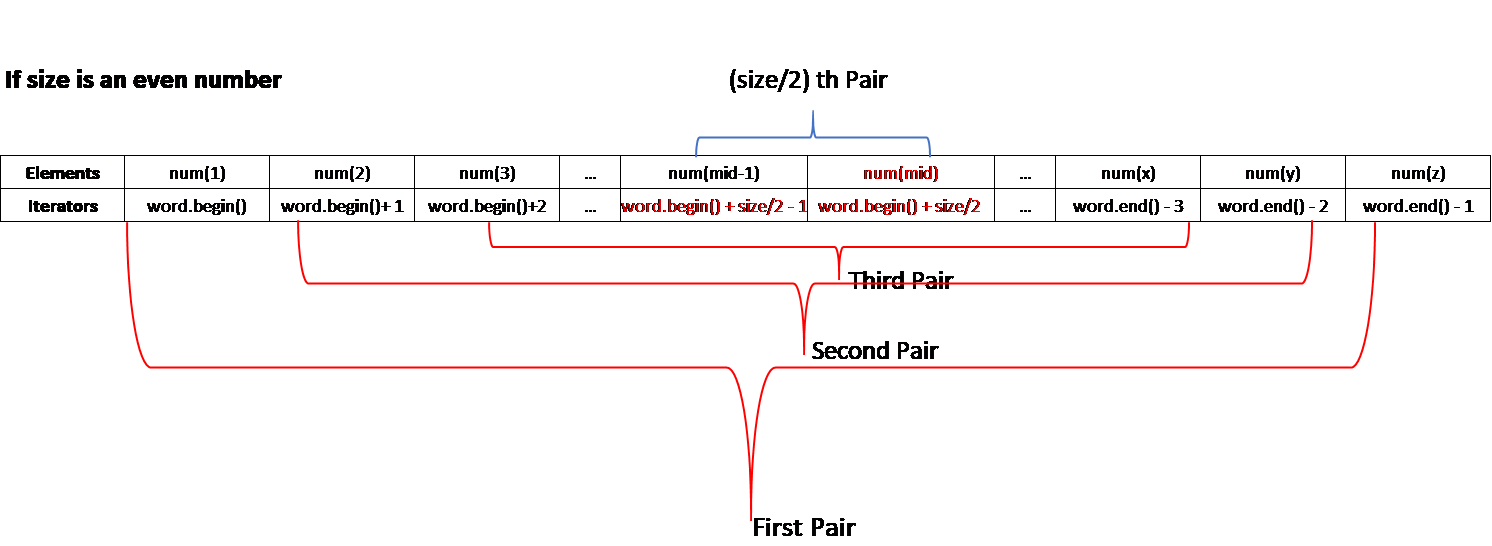 If size is an even number
(size/2) th Pair
Elements num(1) num(2) num(3) ... num(mid-1) num(mid) ... num(x) num(y) num(z)
Iterators word.begin() word.begin()+ 1 word.begin()+2 ... word.begin() + size/2 - 1 word.begin() + size/2 ... word.end() - 3 word.end() - 2 word.end() - 1
Third Pair
Second Pair
First Pair